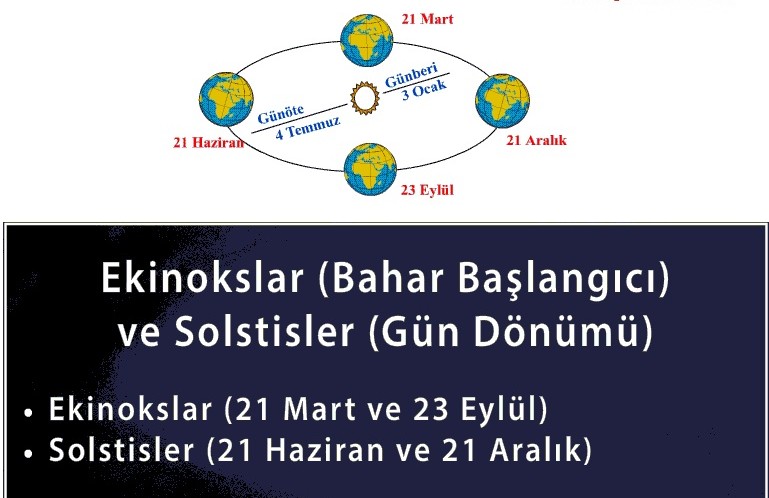 21 Mart
Günberi
3 Ocak
Günöte
4 Temmuz
21 Haziran
21 Aralık
23 Eylül
Ekinokslar (Bahar Başlangıcı)
ve Solstisler (Gün Dönümü)
• Ekinokslar (21 Mart ve 23 Eylül)
• Solstisler (21 Haziran ve 21 Aralık)